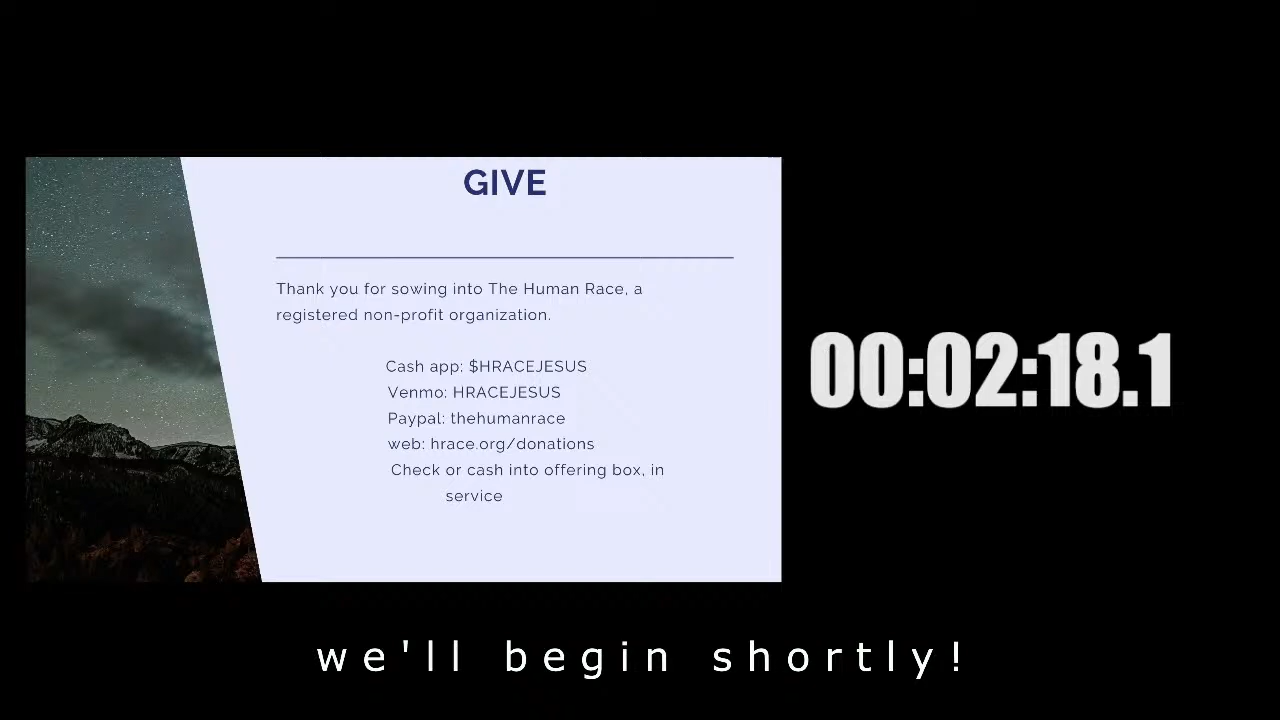 GIVE
Thank you for sowing into The Human Race, a
registered non-profit organization.
Cash app: $HRACEJESUS
Venmo: HRACEJESUS
Paypal: thehumanrace
web: hrace.org/donations
Check or cash into offering box, in
service
00:02:18.1
we'll begin shortly!